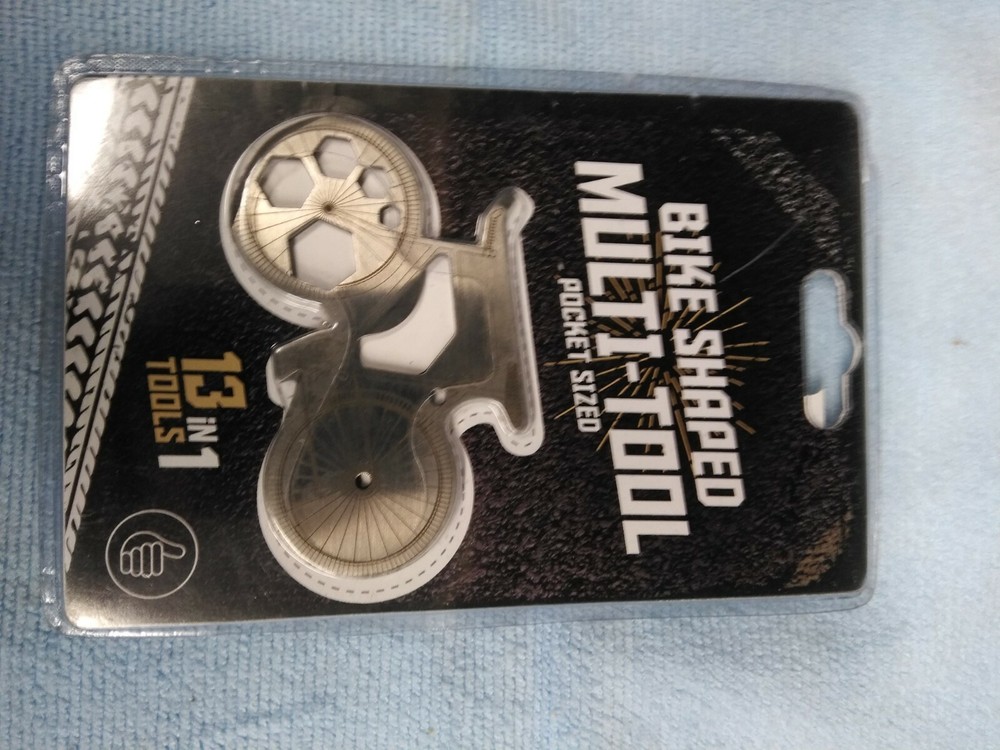 BIKE SHAPED
MULTI-TOOL
POCKET SIZED
13 iN 1
TOOLS